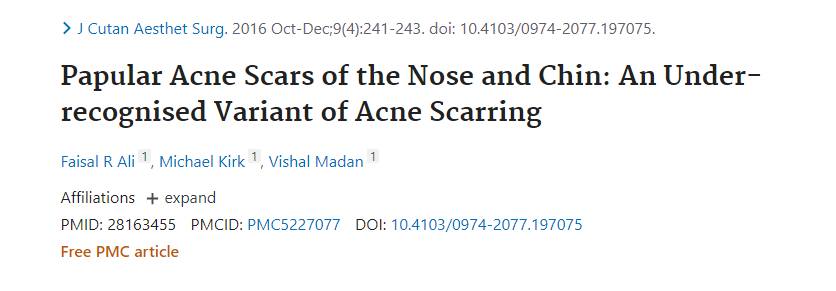 J Cutan Aesthet Surg. 2016 Oct-Dec;9(4):241-243. doi: 10.4103/0974-2077.197075.
Papular Acne Scars of the Nose and Chin: An Under-
recognised Variant of Acne Scarring
Faisal R Ali 1, Michael Kirk 1, Vishal Madan 1
Affiliations + expand
PMID: 28163455 PMCID: PMC5227077 DOI: 10.4103/0974-2077.197075
Free PMC article